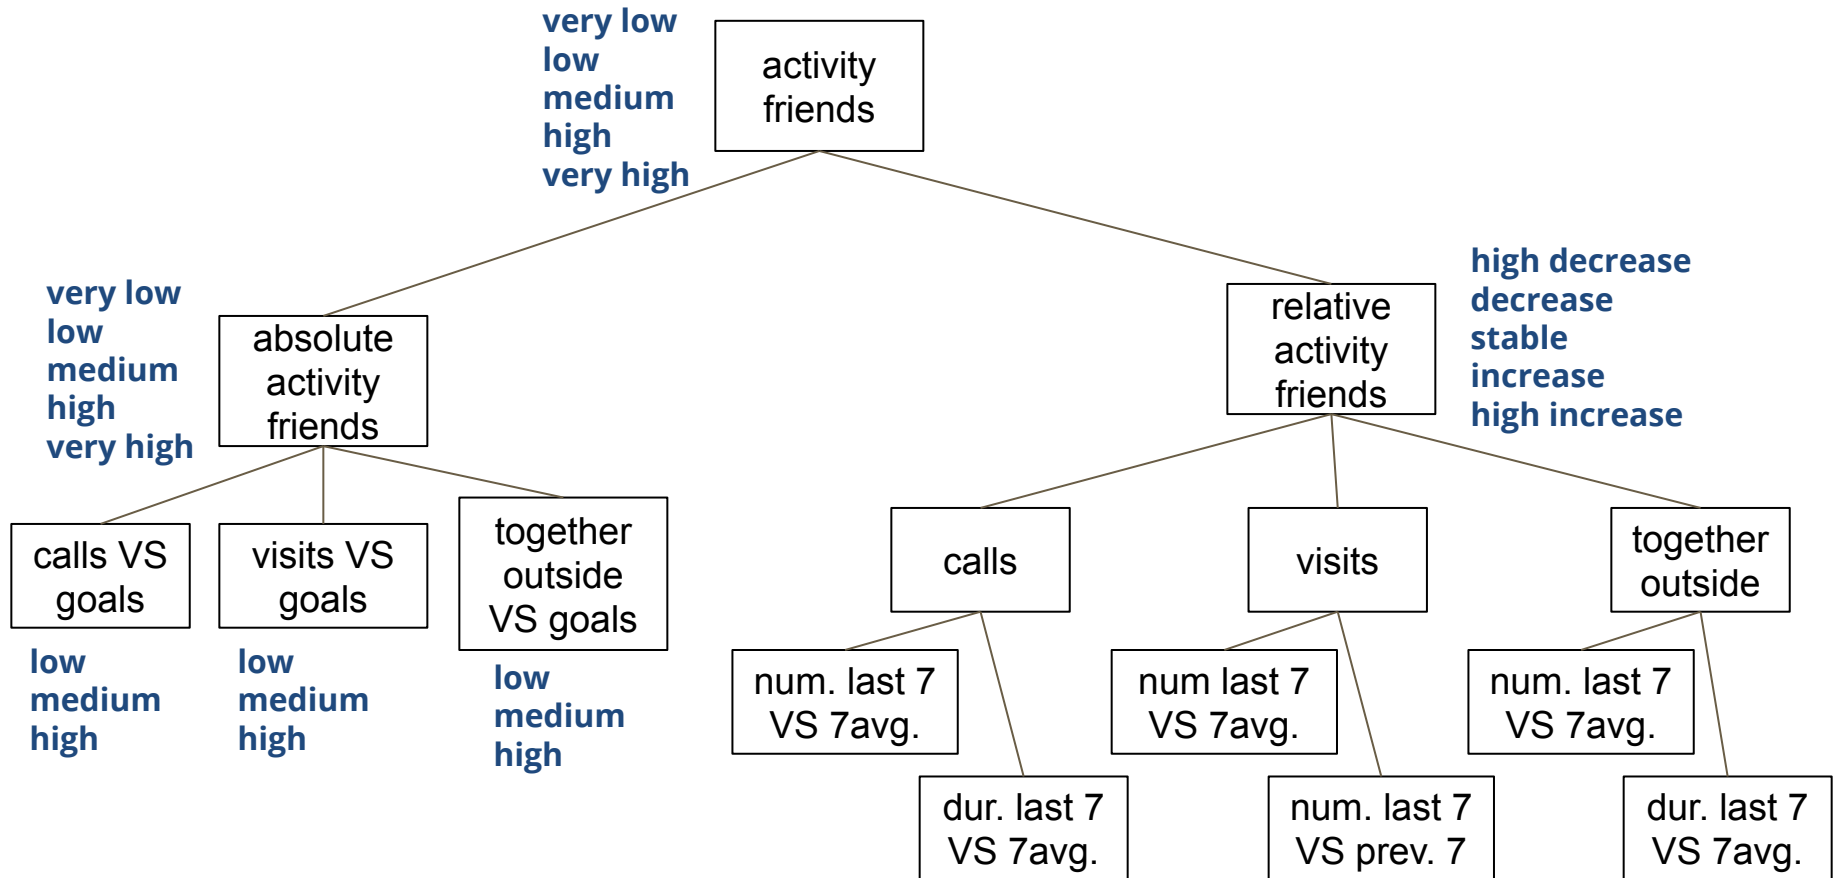 very low
low
medium
high
very high
activity
friends
very low
low
medium
high
very high
absolute
activity
friends
relative
activity
friends
high decrease
decrease
stable
increase
high increase
calls VS
goals
visits VS
goals
together
outside
VS goals
calls
visits
together
outside
low
medium
high
low
medium
high
low
medium
high
num. last 7
VS 7avg.
num last 7
VS 7avg.
num. last 7
VS 7avg.
dur. last 7
VS 7avg.
num. last 7
VS prev. 7
dur. last 7
VS 7avg.